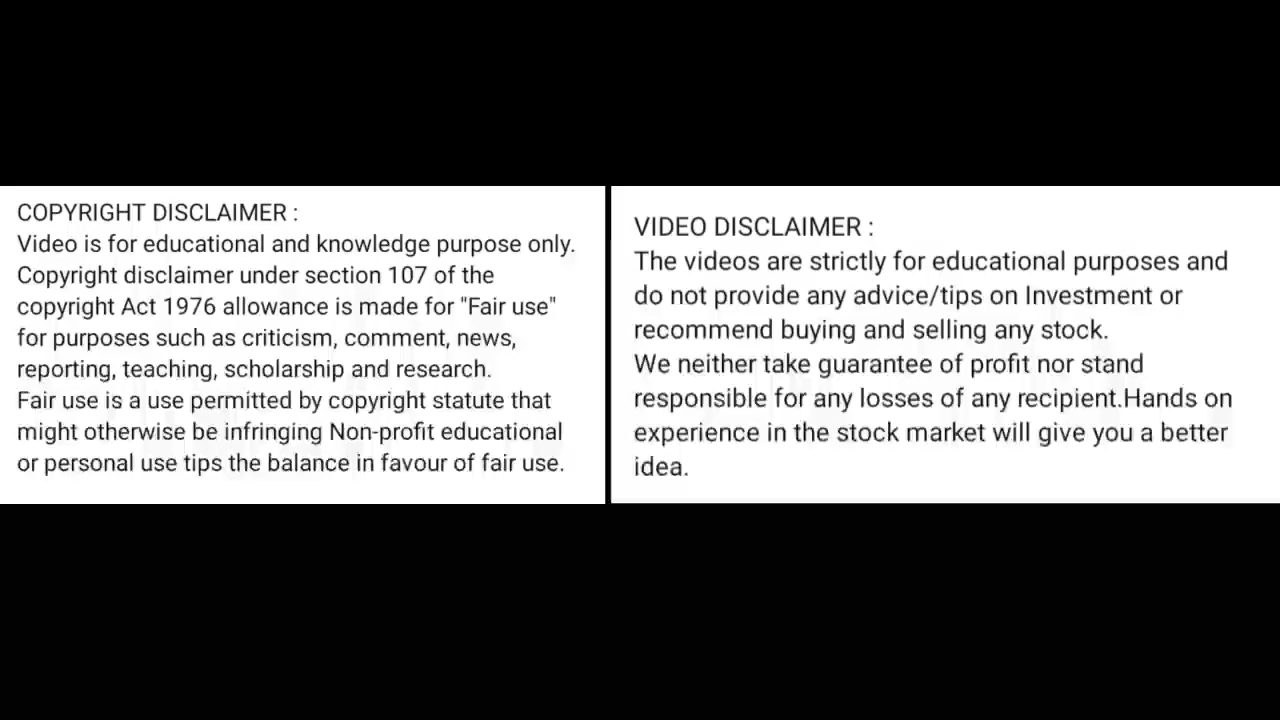 COPYRIGHT DISCLAIMER :
Video is for educational and knowledge purpose only.
Copyright disclaimer under section 107 of the
copyright Act 1976 allowance is made for "Fair use"
for purposes such as criticism, comment, news,
reporting, teaching, scholarship and research.
Fair use is a use permitted by copyright statute that
might otherwise be infringing Non-profit educational
or personal use tips the balance in favour of fair use.
VIDEO DISCLAIMER :
The videos are strictly for educational purposes and
do not provide any advice/tips on Investment or
recommend buying and selling any stock.
We neither take guarantee of profit nor stand
responsible for any losses of any recipient.Hands on
experience in the stock market will give you a better
idea.